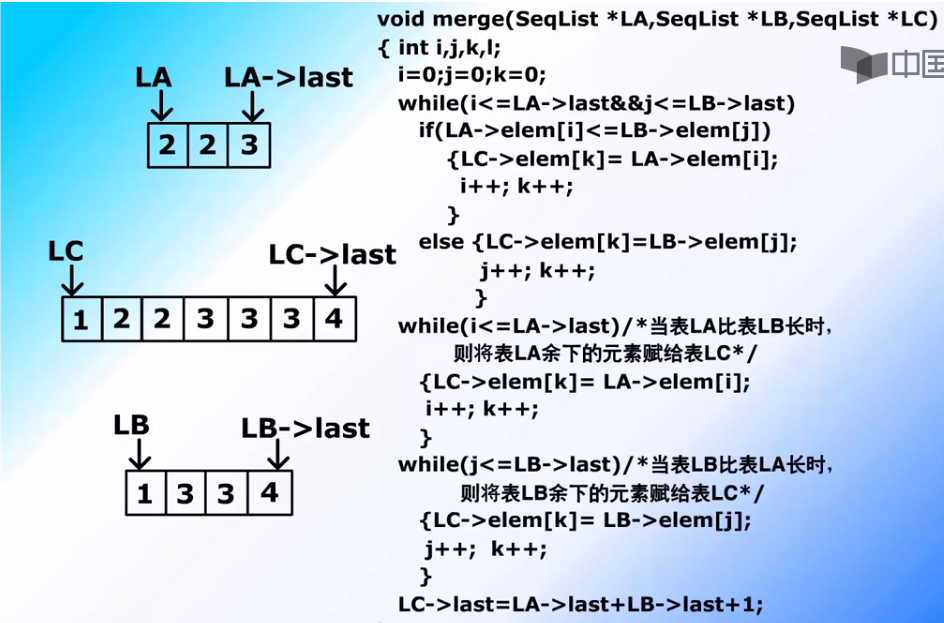 void merge(SeqList *LA,SeqList *LB,SeqList *LC)
{ int i,j,k,l;
i=0;j=0;k=0;
while(i<=LA->last&&j<=LB->last)
if(LA->elem[i]<=LB->elem[j])
{LC->elem[k]= LA->elem[i];
i++; k++;
}
else {LC->elem[k]=LB->elem[j];
j++; k++;
}
while(i<=LA->last)/*当表LA比表LB长时，
则将表LA余下的元素赋给表LC*/
{LC->elem[k]= LA->elem[i];
i++; k++;
}
while(j<=LB->last)/*当表LB比表LA长时，
则将表LB余下的元素赋给表LC*/
{LC->elem[k]= LB->elem[j];
j++; k++;
}
LC->last=LA->last+LB->last+1;
LA LA->last
2 2 3
LC LC->last
1 2 2 3 3 3 4
LB LB->last
1 3 3 4
中国